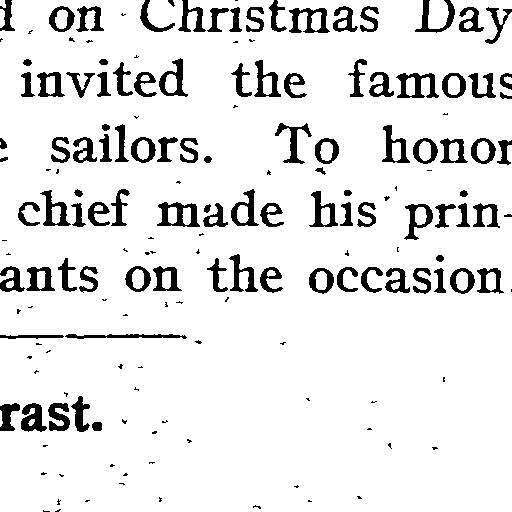 on Christmas Day
invited the famous
sailors. To honor
chief made his prin-
ants on the occasion.
rast.